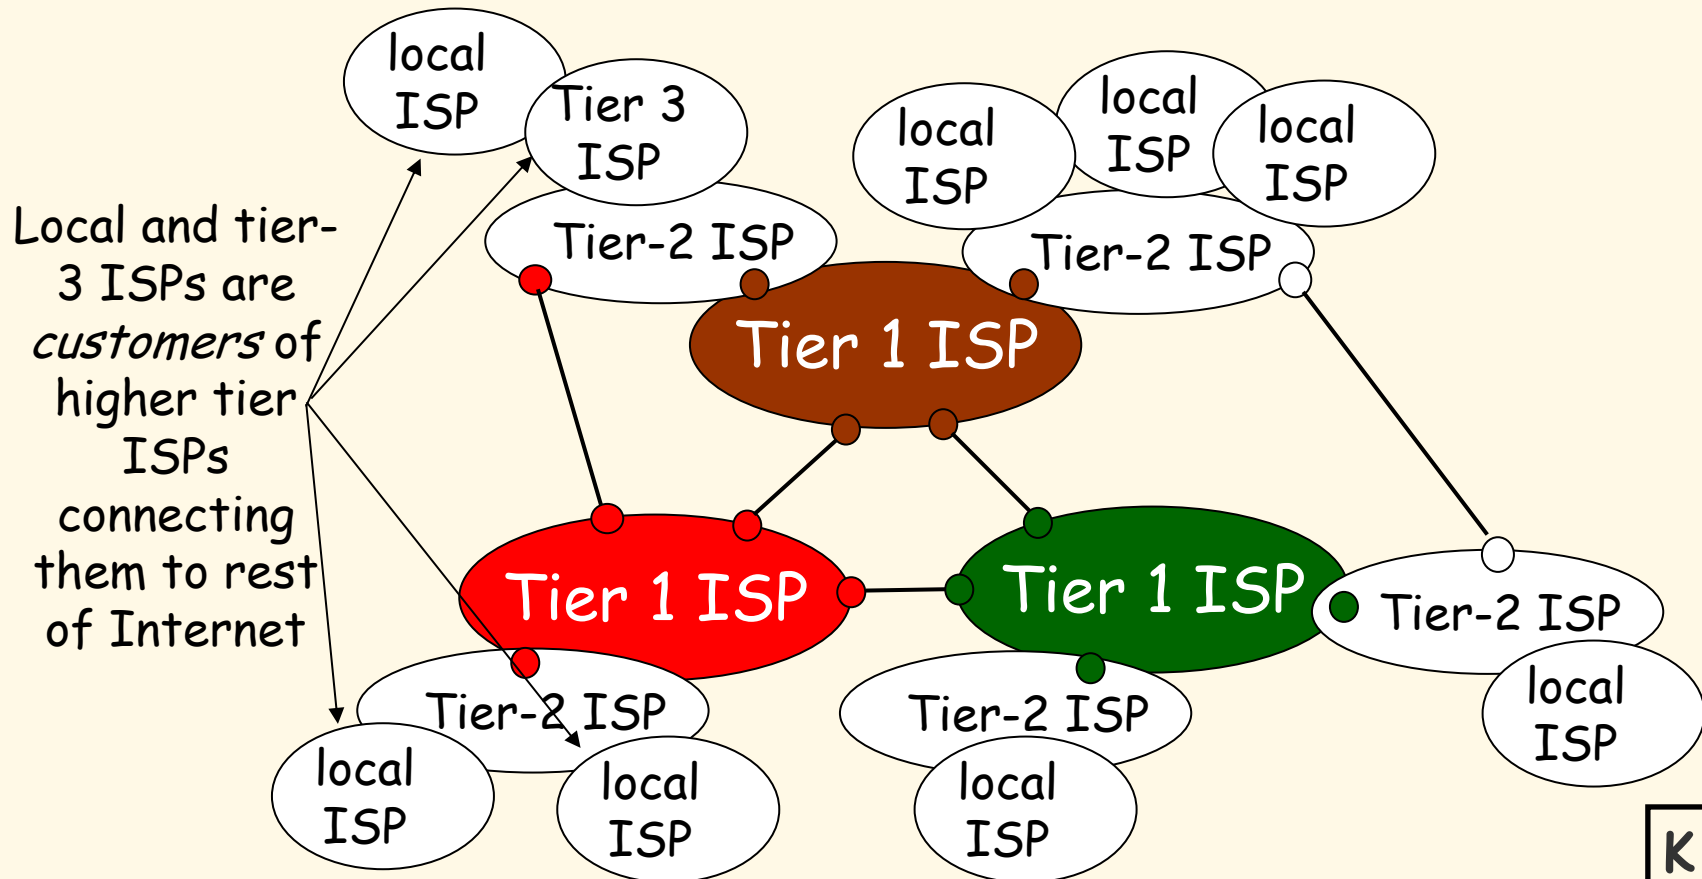 local
ISP
Tier 3
ISP
local
ISP
local
ISP
local
ISP
Tier-2 ISP
Tier-2 ISP
Local and tier-
3 ISPs are
customers of
higher tier
ISPs
connecting
them to rest
of Internet
Tier 1 ISP
Tier 1 ISP
Tier 1 ISP
Tier-2 ISP
local
ISP
Tier-2 ISP
local
ISP
local
ISP
Tier-2 ISP
local
ISP
K